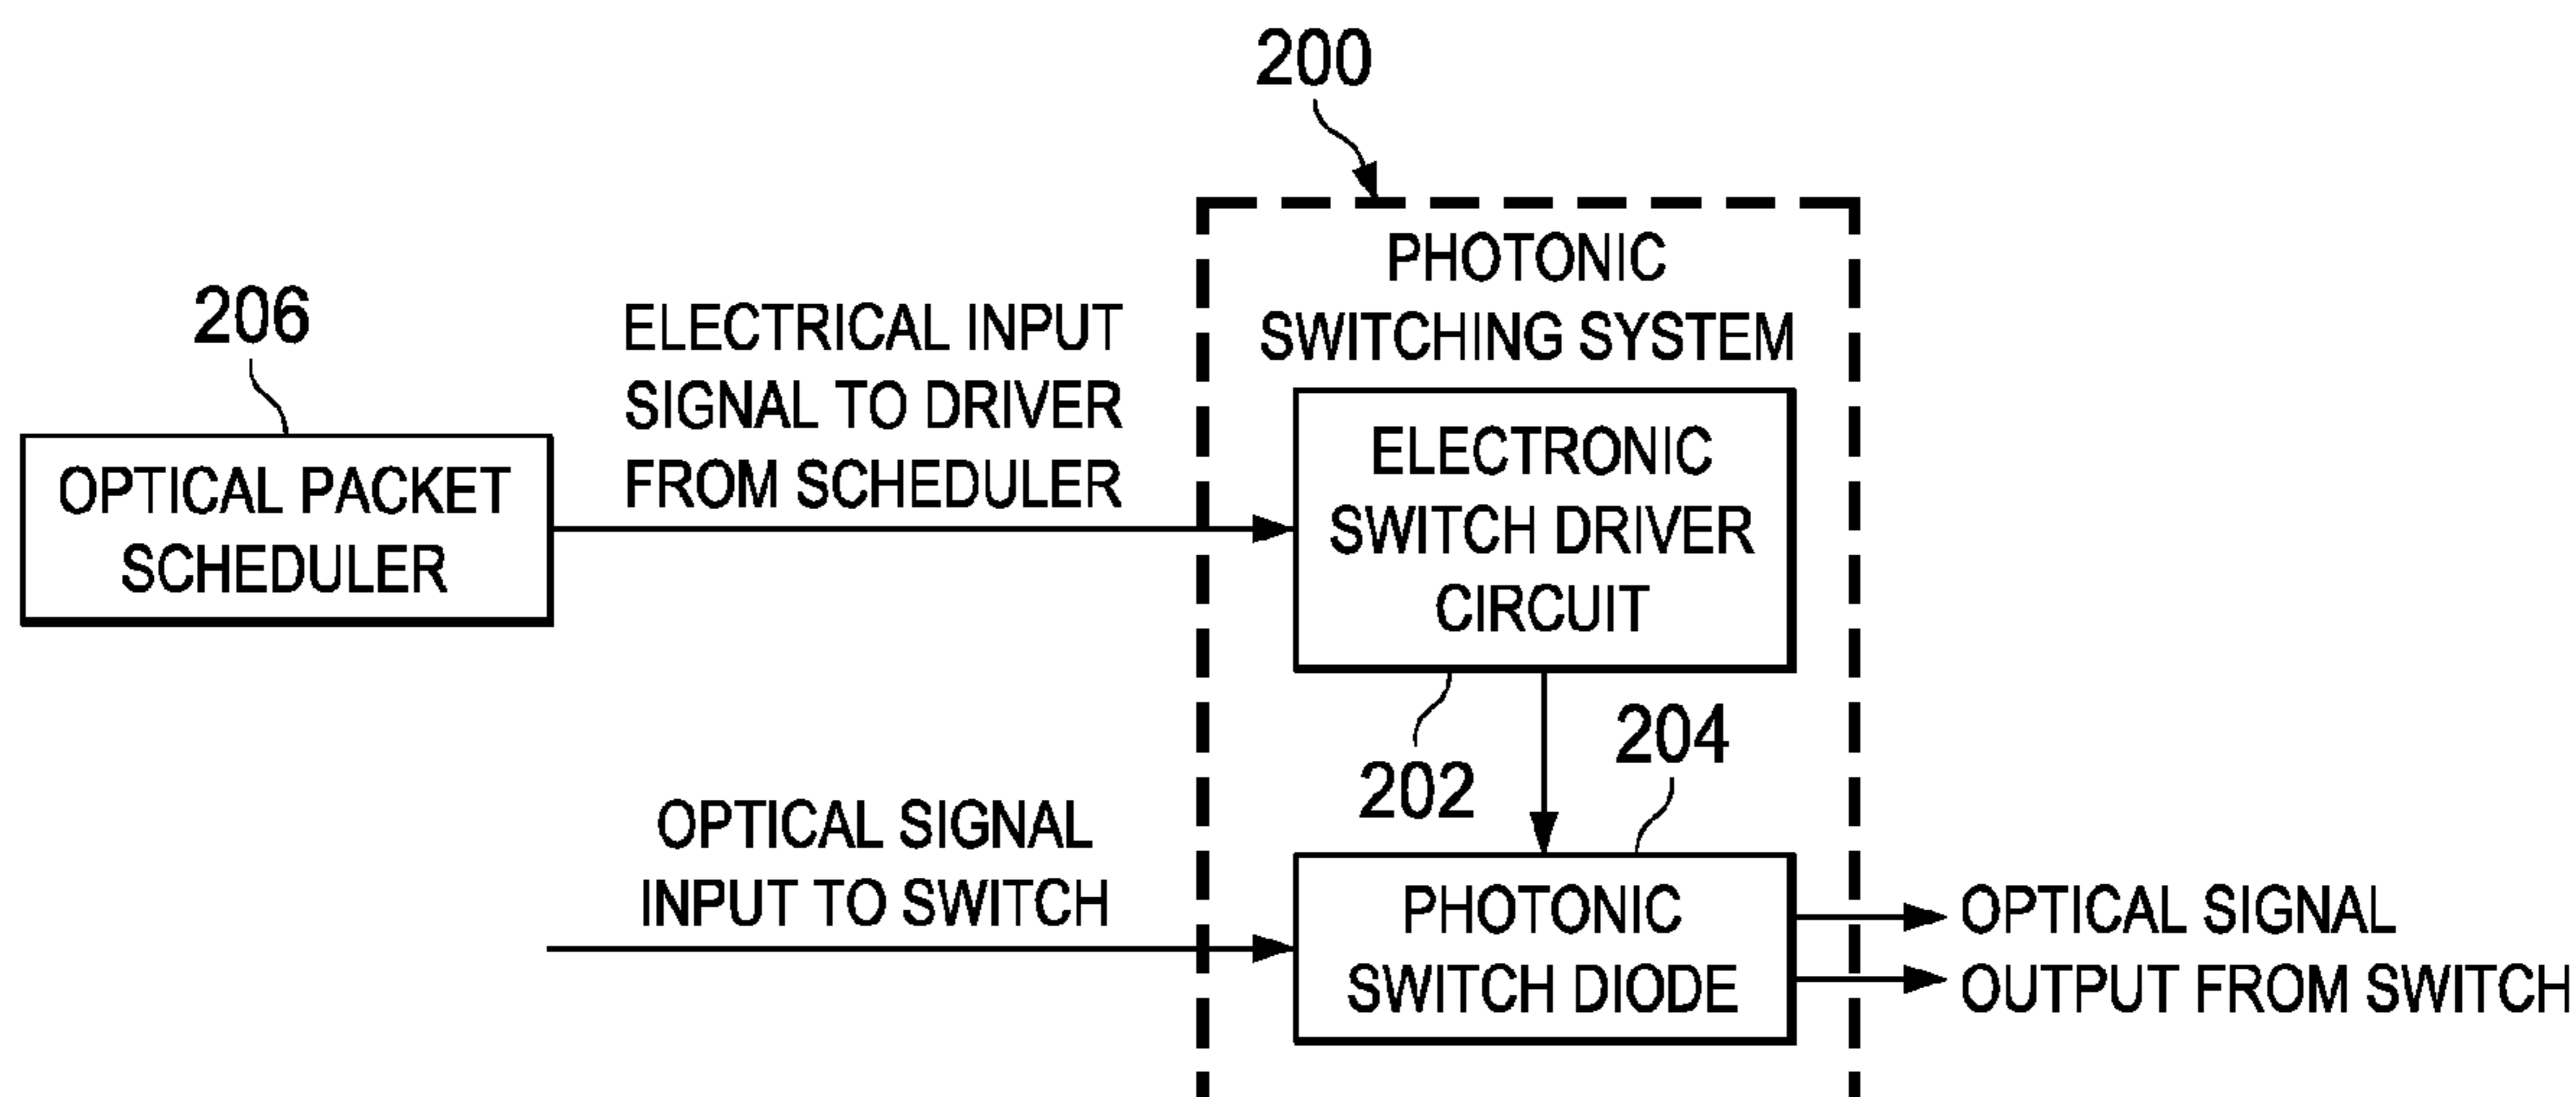 200
PHOTONIC
SWITCHING SYSTEM
206
ELECTRICAL INPUT
SIGNAL TO DRIVER
FROM SCHEDULER
OPTICAL PACKET
SCHEDULER
ELECTRONIC
SWITCH DRIVER
CIRCUIT
202
204
OPTICAL SIGNAL
INPUT TO SWITCH
PHOTONIC
SWITCH DIODE
OPTICAL SIGNAL
OUTPUT FROM SWITCH